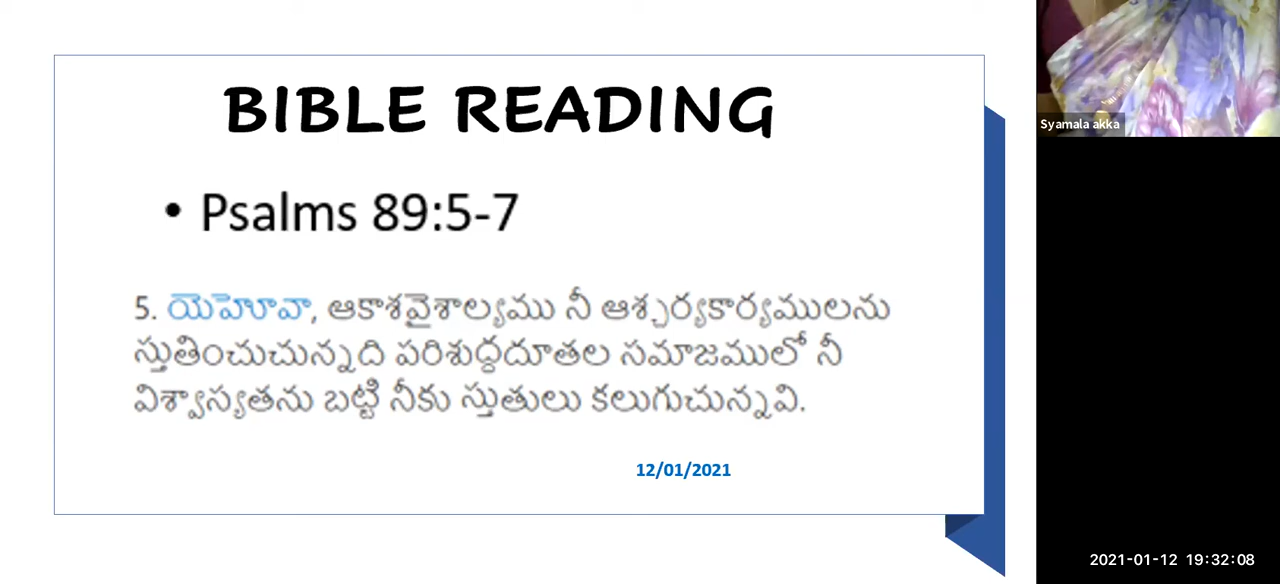 BIBLE READING
• Psalms 89:5-7
5. యెహోవా, ఆకాశవైశాల్యము నీ ఆశ్చర్యకార్యములను
స్తుతించుచున్నది పరిశుద్ధదూతల సమాజములో నీ
విశ్వాస్యతను బట్టి నీకు స్తుతులు కలుగుచున్నవి.
12/01/2021
Syamala akka
2021-01-12 19:32:08